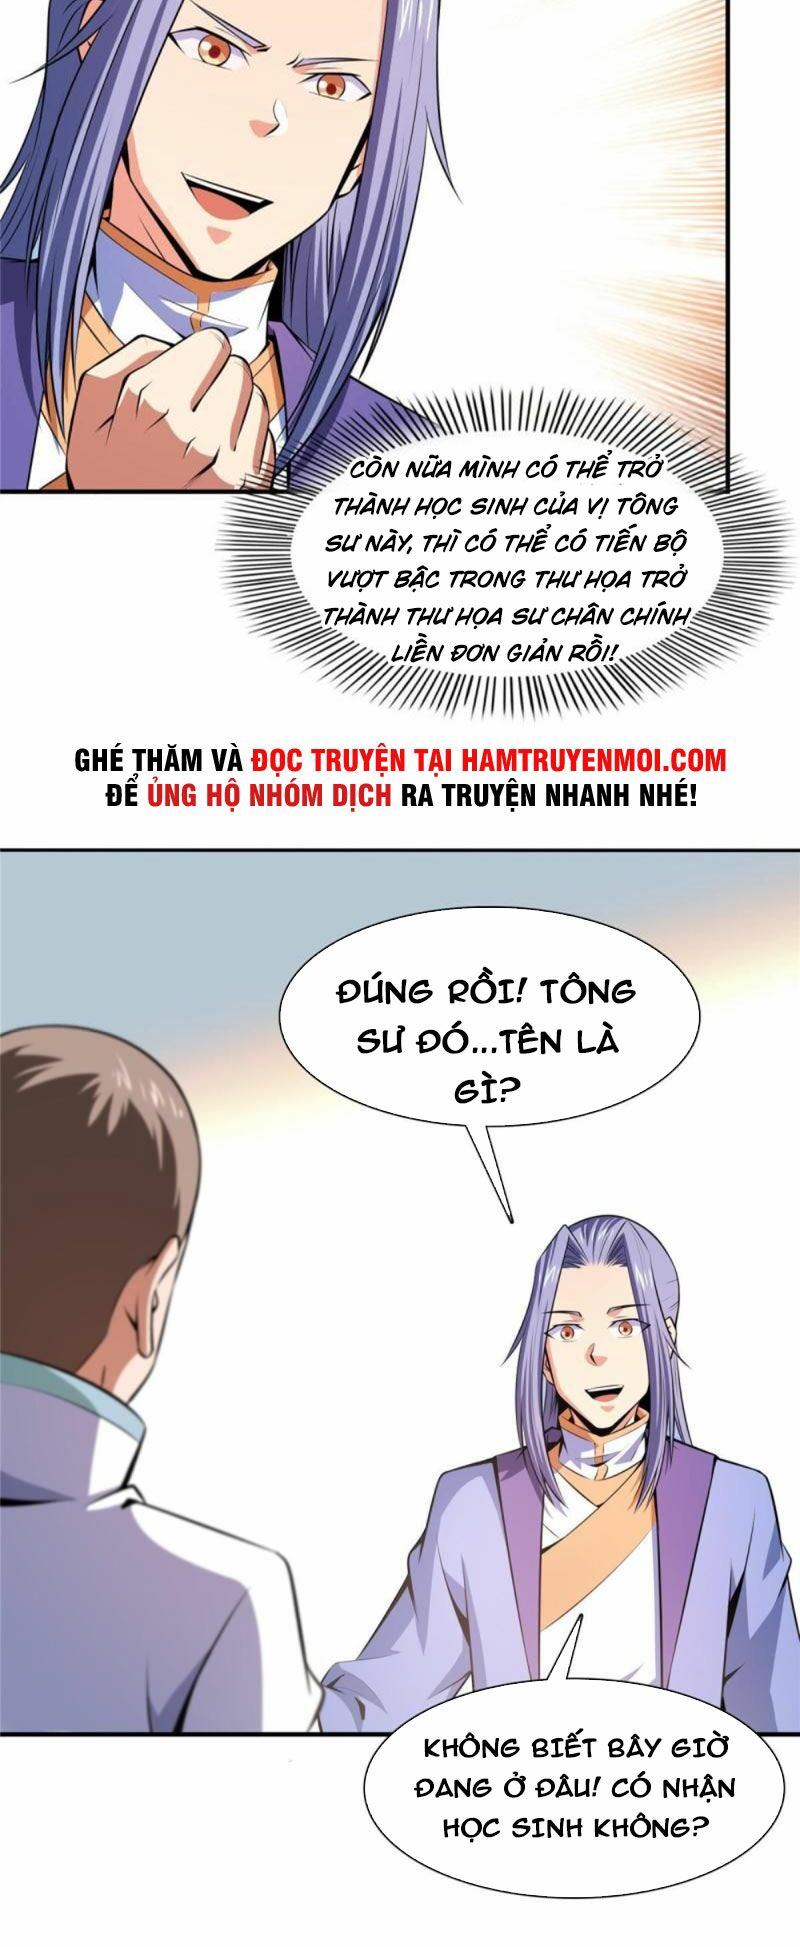 CÒN NỮA MÌNH CÓ THỂ TRỞ
THÀNH HỌC SINH CỦA VỊ TÔNG
SƯ NÀY, THÌ CÓ THỂ CÓ TIẾN BỘ
VƯỢT BẬC TRONG THƯ HỌA TRỞ
THÀNH THƯ HỌA SƯ CHÂN CHÍNH
LIỀN ĐƠN GIẢN RỒI!
GHÉ THĂM VÀ ĐỌC TRUYỆN TẠI HAMTRUYENMOI.COM
ĐỂ ỦNG HỘ NHÓM DỊCH RA TRUYỆN NHANH NHÉ!
ĐÚNG RỒI! TÔNG
SƯ ĐÓ...TÊN LÀ
GÌ?
KHÔNG BIẾT BÂY GIỜ
ĐANG Ở ĐÂU! CÓ NHẬN
HỌC SINH KHÔNG?